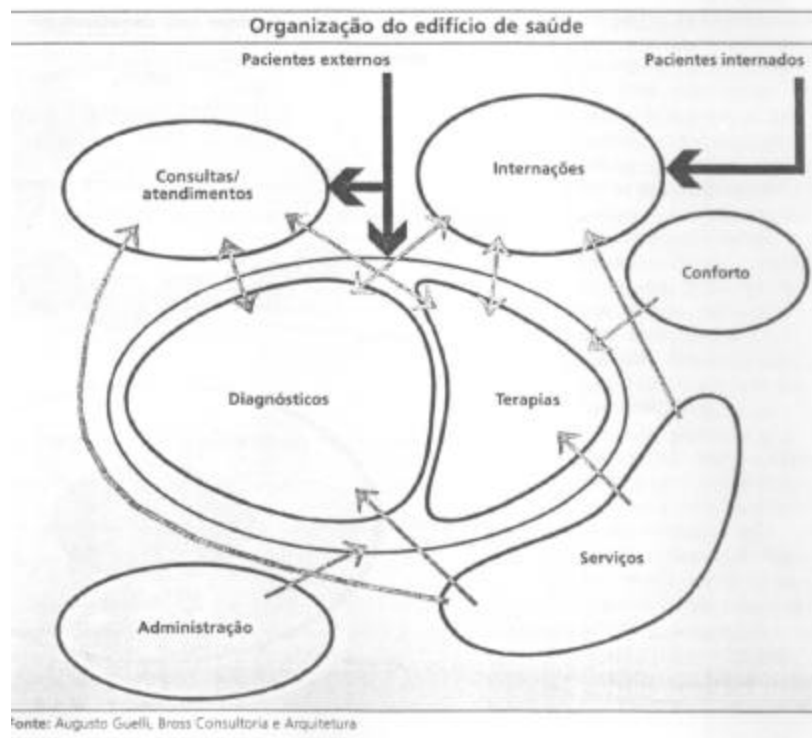 Organização do edifício de saúde
Pacientes externos
Pacientes internados
Consultas/
atendimentos
Internações
Conforto
Diagnósticos
Terapias
Serviços
Administração
Fonte: Augusto Guelli, Bross Consultoria e Arquitetura